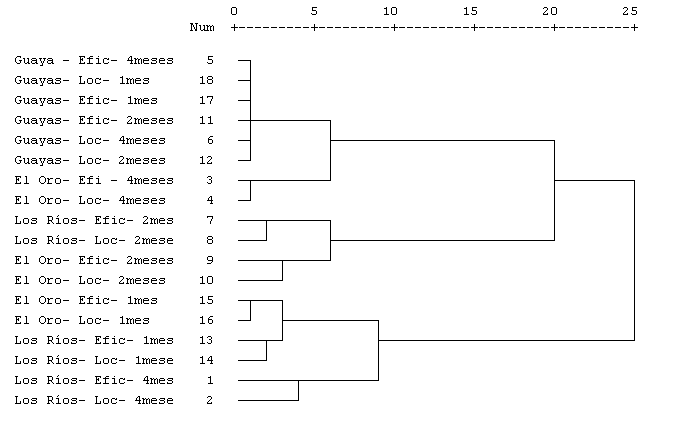 0 5 10 15 20 25
Num
Guaya - Efic- 4meses 5
Guayas- Loc- 1mes 18
Guayas- Efic- 1mes 17
Guayas- Efic- 2meses 11
Guayas- Loc- 4meses 6
Guayas- Loc- 2meses 12
El Oro- Efi - 4meses 3
El Oro- Loc- 4meses 4
Los Ríos- Efic- 2mes 7
Los Ríos- Loc- 2mese 8
El Oro- Efic- 2meses 9
El Oro- Loc- 2meses 10
El Oro- Efic- 1mes 15
El Oro- Loc- 1mes 16
Los Ríos- Efic- 1mes 13
Los Ríos- Loc- 1mese 14
Los Ríos- Efic- 4mes 1
Los Ríos- Loc- 4mese 2